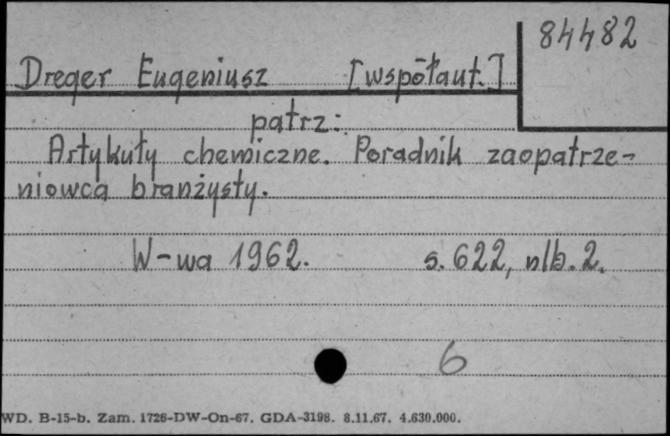 84482
Dreger Eugeniusz [współaut.]
patrz:
Artykuły chemiczne. Poradnik zaopatrze-
niowca branżysty.
W-wa 1962. s. 622, nlb. 2.
6
WD. B-15-b. Zam. 1726-DW-On-67. GDA-3198. 8.11.67. 4.630.000.